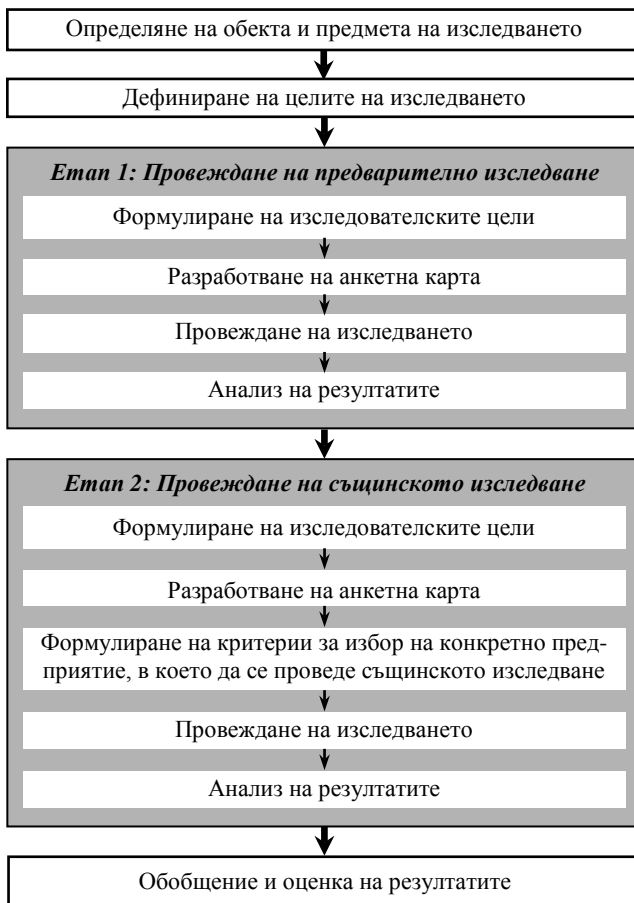 Определяне на обекта и предмета на изследването
Дефиниране на целите на изследването
Етап 1: Провеждане на предварително изследване
Формулиране на изследователските цели
Разработване на анкетна карта
Провеждане на изследването
Анализ на резултатите
Етап 2: Провеждане на същинското изследване
Формулиране на изследователските цели
Разработване на анкетна карта
Формулиране на критерии за избор на конкретно пред-
приятие, в което да се проведе същинското изследване
Провеждане на изследването
Анализ на резултатите
Обобщение и оценка на резултатите